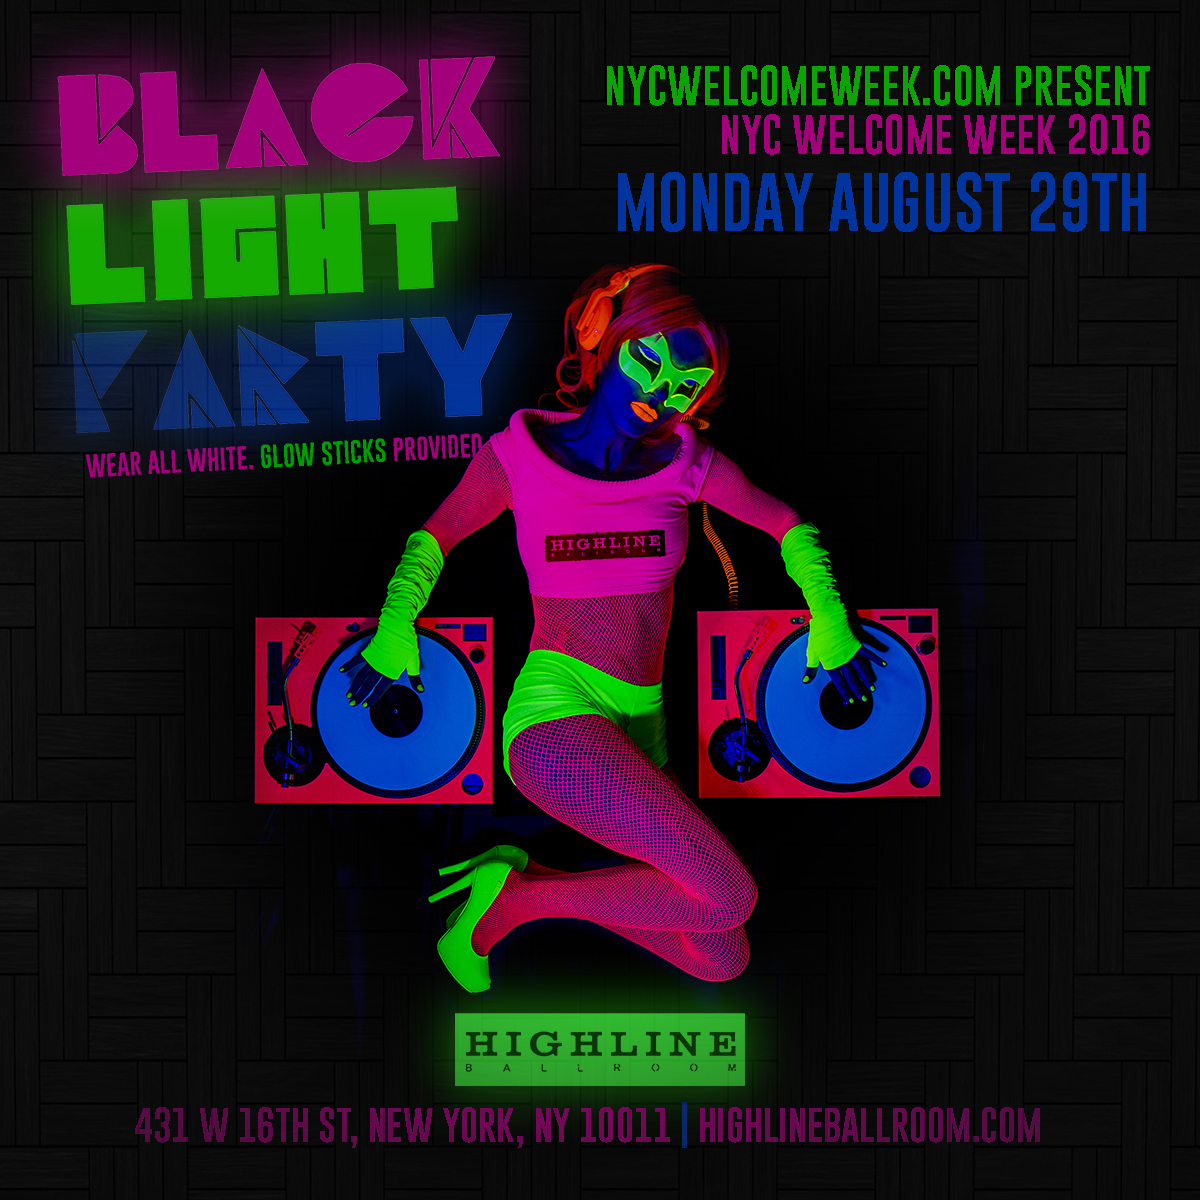 BLACK
LIGHT
PARTY
WEAR ALL WHITE. GLOW STICKS PROVIDED
NYCWELCOMEWEEK.COM PRESENT
NYC WELCOME WEEK 2016
MONDAY AUGUST 29TH
HIGHLINE
BALLROOM
HIGHLINE
BALLROOM
431 W 16TH ST, NEW YORK, NY 10011 | HIGHLINEBALLROOM.COM